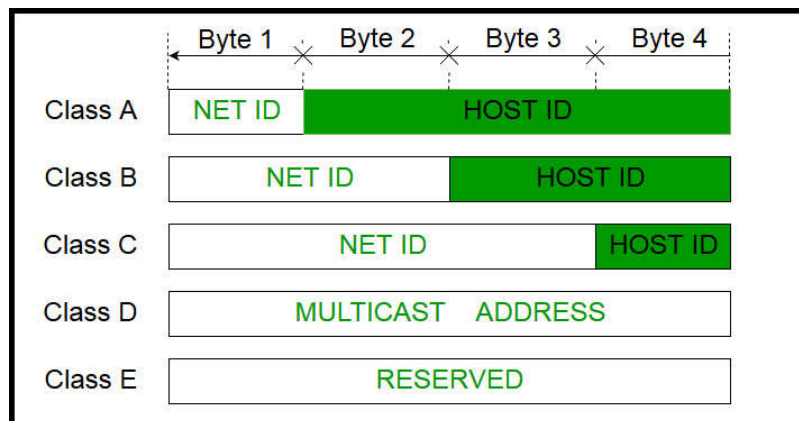 Byte 1 Byte 2 Byte 3 Byte 4
Class A NET ID HOST ID
Class B NET ID HOST ID
Class C NET ID HOST ID
Class D MULTICAST ADDRESS
Class E RESERVED